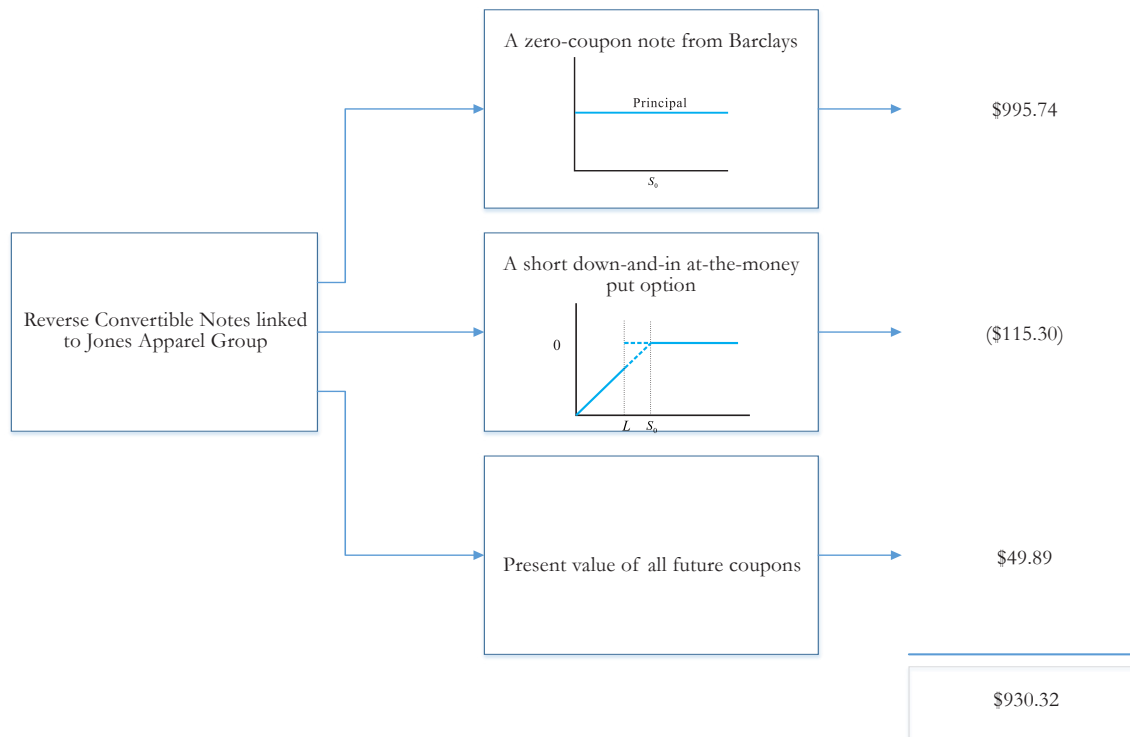 A zero-coupon note from Barclays
Principal
S₀
$995.74
Reverse Convertible Notes linked
to Jones Apparel Group
A short down-and-in at-the-money
put option
0
L S₀
($115.30)
Present value of all future coupons
$49.89
$930.32